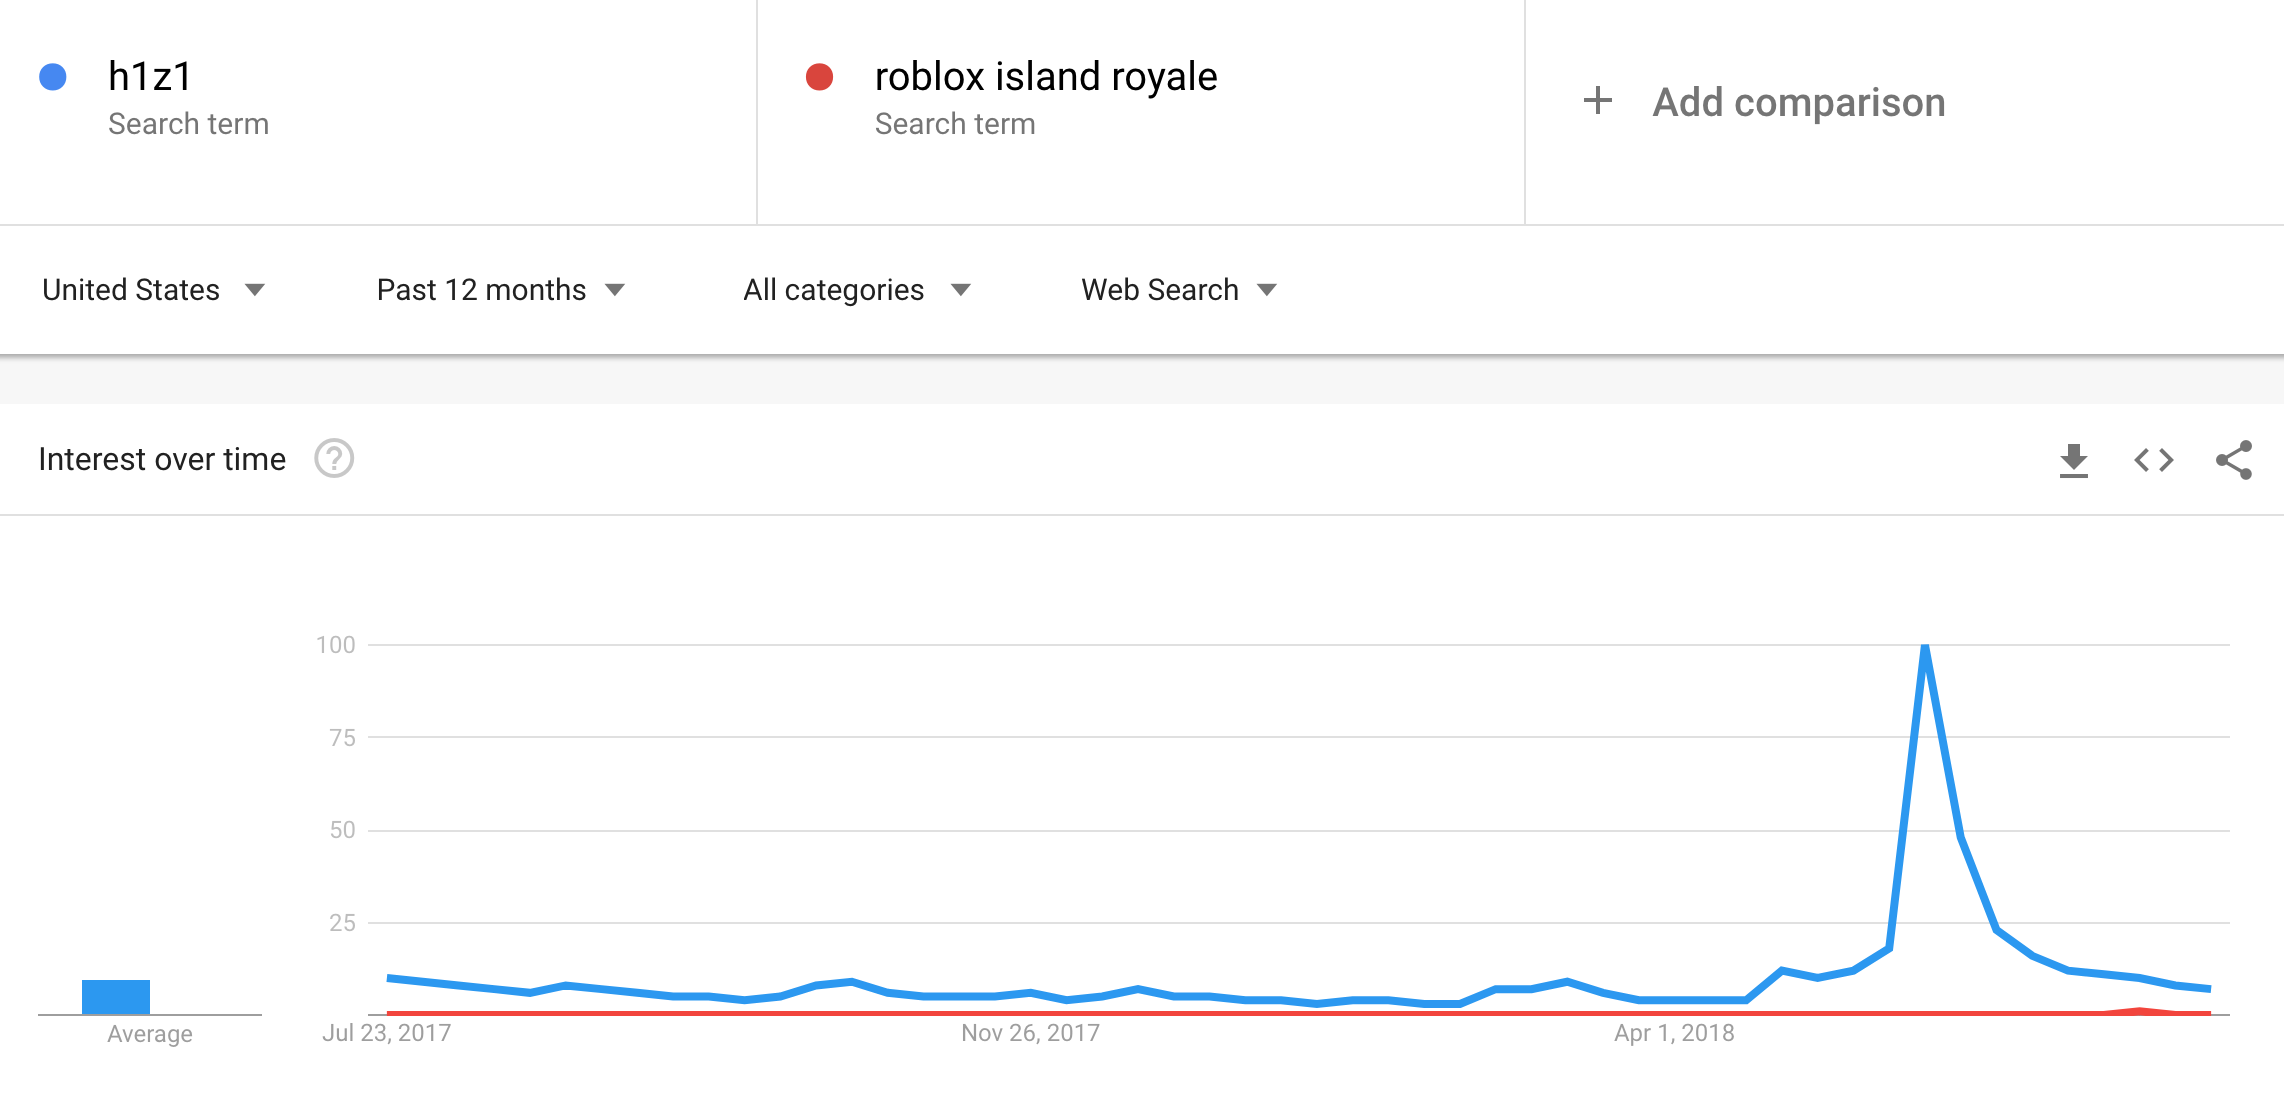 h1z1
Search term
roblox island royale
Search term
+ Add comparison
United States
Past 12 months
All categories
Web Search
Interest over time ?
100
75
50
25
Average
Jul 23, 2017
Nov 26, 2017
Apr 1, 2018